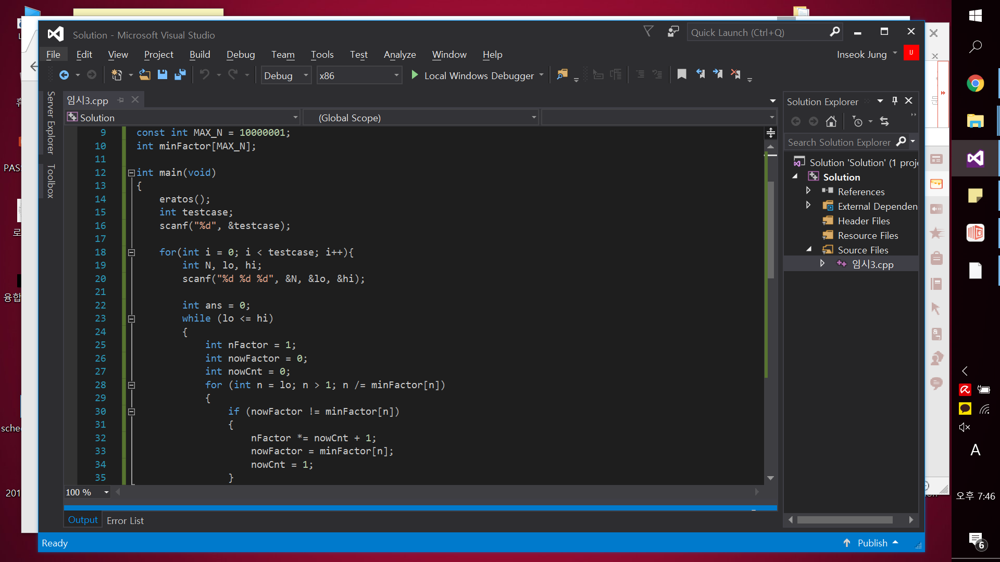 Solution - Microsoft Visual Studio
Quick Launch (Ctrl+Q)
File Edit View Project Build Debug Team Tools Test Analyze Window Help
Inseok Jung
IJ
Debug
x86
Local Windows Debugger
Server Explorer
Toolbox
임시3.cpp
Solution
(Global Scope)
9 const int MAX_N = 10000001;
10 int minFactor[MAX_N];
11
12 int main(void)
13 {
14 eratos();
15 int testcase;
16 scanf("%d", &testcase);
17
18 for(int i = 0; i < testcase; i++){
19 int N, lo, hi;
20 scanf("%d %d %d", &N, &lo, &hi);
21
22 int ans = 0;
23 while (lo <= hi)
24 {
25 int nFactor = 1;
26 int nowFactor = 0;
27 int nowCnt = 0;
28 for (int n = lo; n > 1; n /= minFactor[n])
29 {
30 if (nowFactor != minFactor[n])
31 {
32 nFactor *= nowCnt + 1;
33 nowFactor = minFactor[n];
34 nowCnt = 1;
35 }
100 %
Output Error List
Ready
Publish
Solution Explorer
Search Solution Explorer
Solution 'Solution' (1 proje
Solution
References
External Dependen
Header Files
Resource Files
Source Files
임시3.cpp
PAS
로
융합
sche
201
A
오후 7:46
6